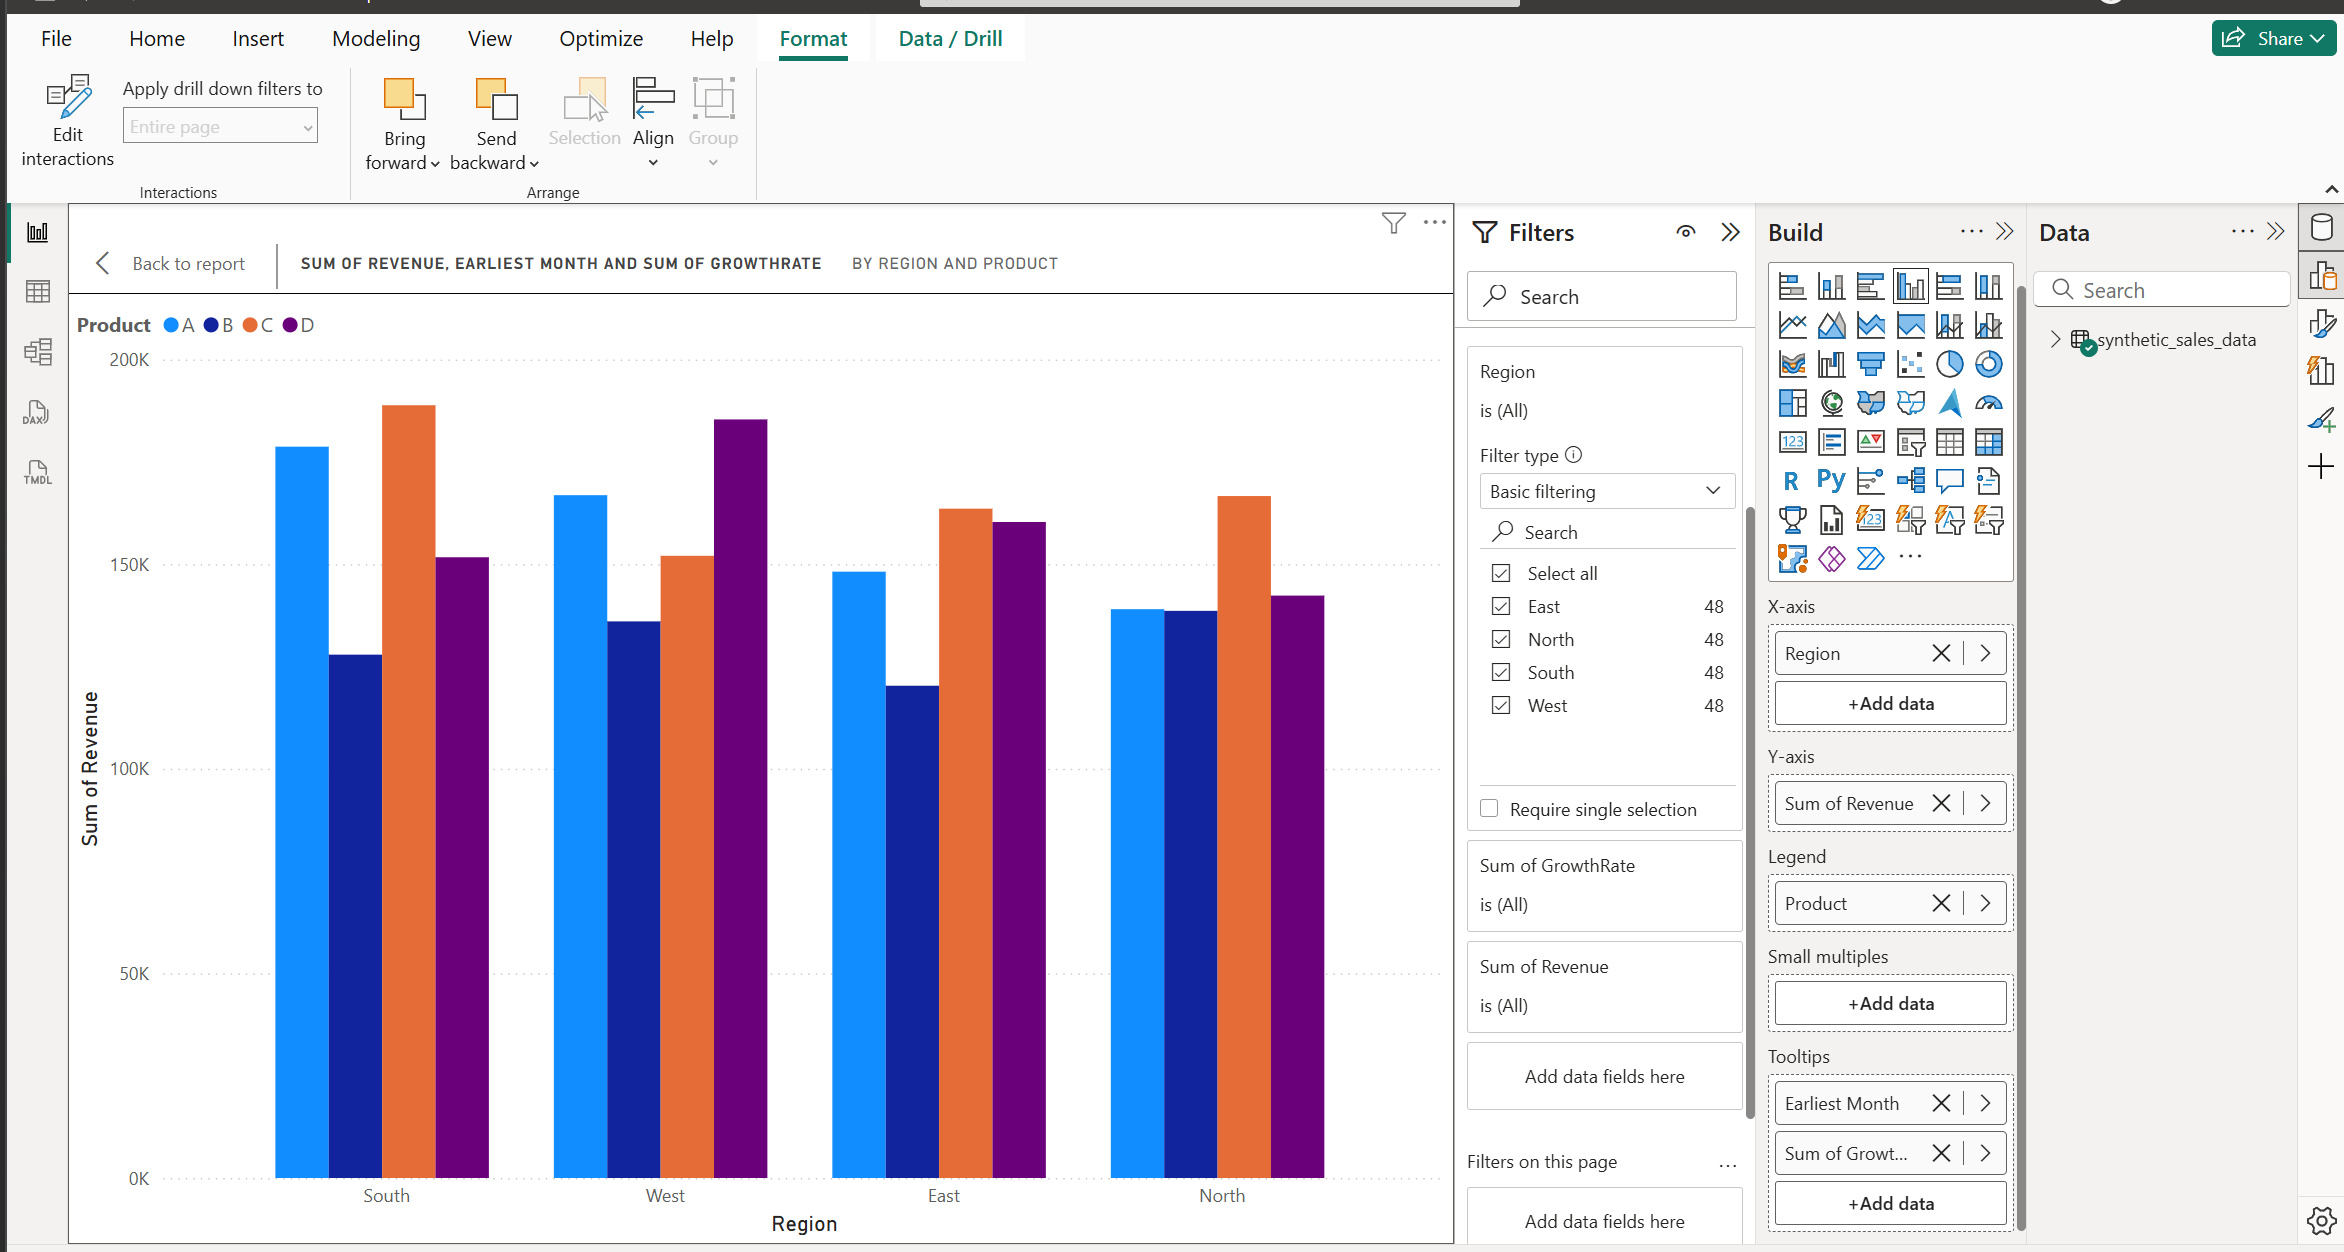 File Home Insert Modeling View Optimize Help Format Data / Drill Share
Apply drill down filters to
Entire page
Edit
interactions
Bring
forward
Send
backward
Selection
Align
Group
Interactions
Arrange
Back to report
SUM OF REVENUE, EARLIEST MONTH AND SUM OF GROWTHRATE BY REGION AND PRODUCT
Product A B C D
200K
150K
100K
50K
0K
Sum of Revenue
South West East North
Region
DAX
TMDL
Filters
Search
Region
is (All)
Filter type
Basic filtering
Search
Select all
East 48
North 48
South 48
West 48
Require single selection
Sum of GrowthRate
is (All)
Sum of Revenue
is (All)
Add data fields here
Filters on this page
Add data fields here
Build
123
R Py
123
X-axis
Region
+Add data
Y-axis
Sum of Revenue
Legend
Product
Small multiples
+Add data
Tooltips
Earliest Month
Sum of Growt...
+Add data
Data
Search
synthetic_sales_data